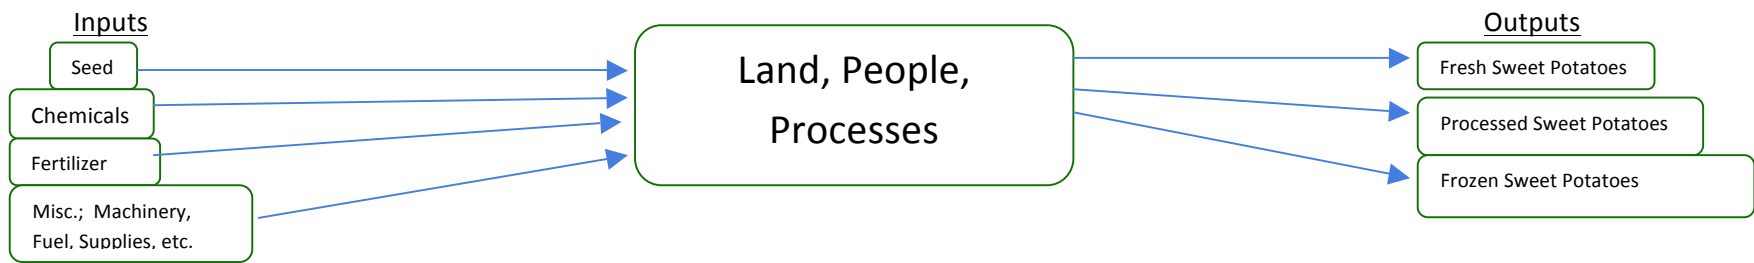 Inputs
Seed
Chemicals
Fertilizer
Misc.; Machinery,
Fuel, Supplies, etc.
Land, People,
Processes
Outputs
Fresh Sweet Potatoes
Processed Sweet Potatoes
Frozen Sweet Potatoes